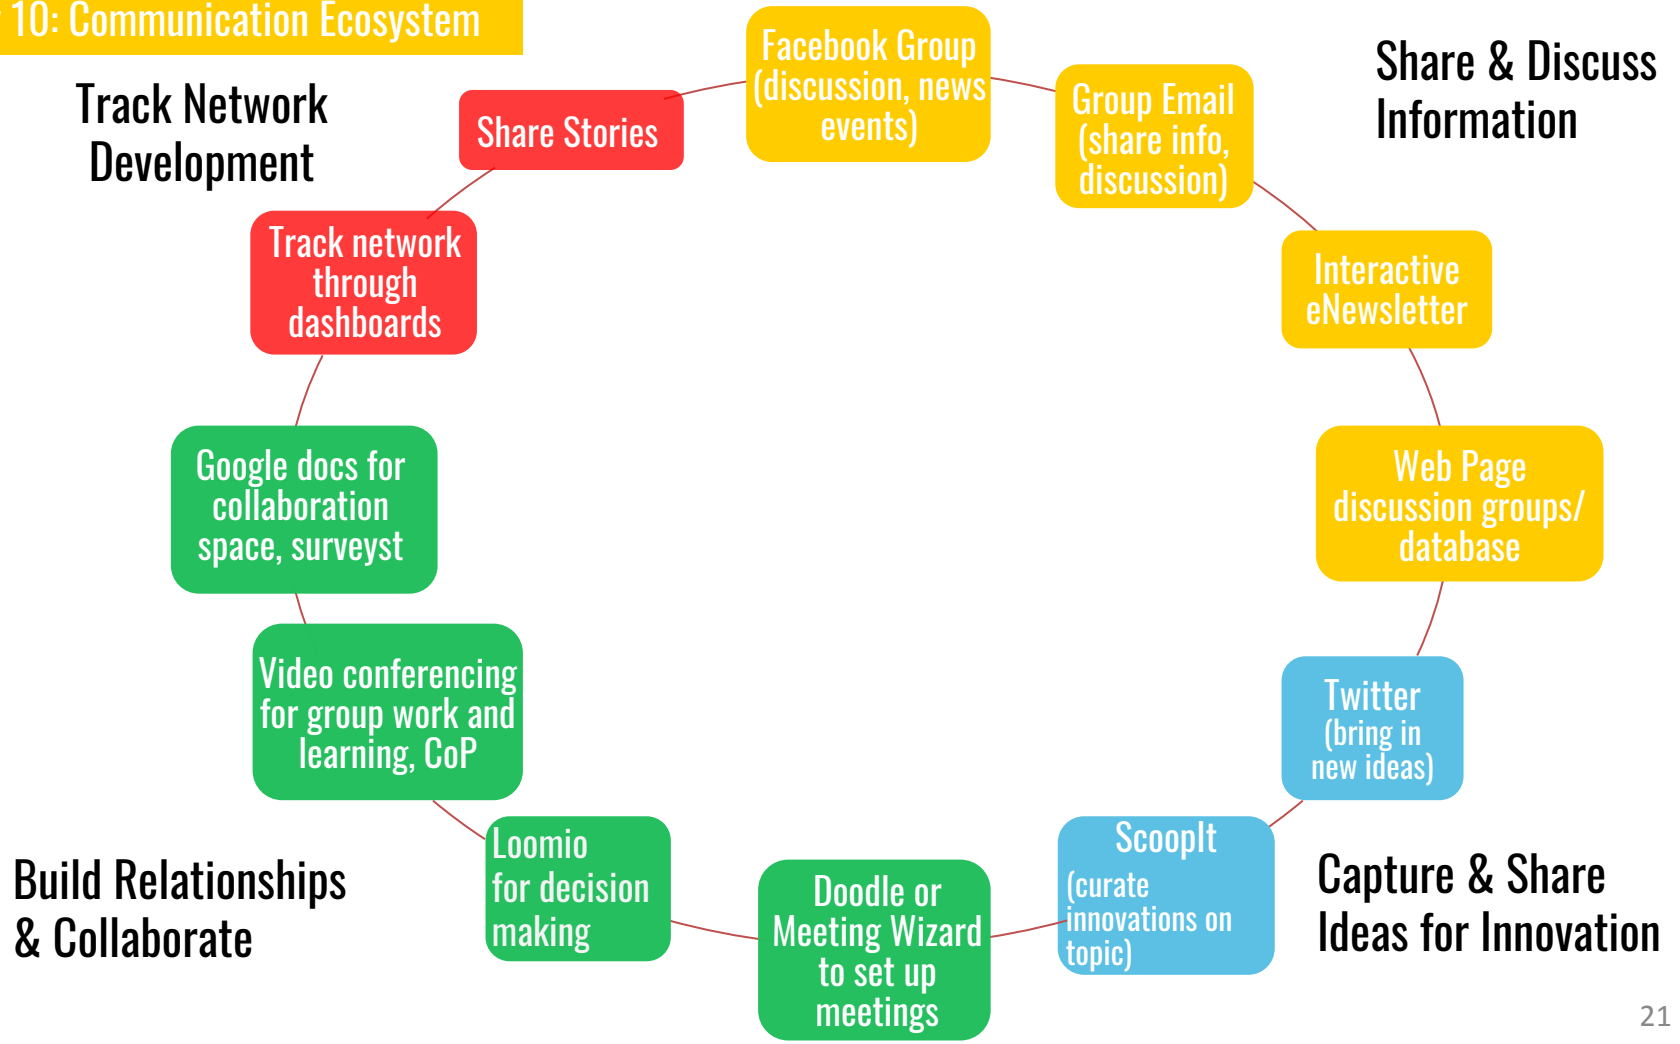 10: Communication Ecosystem
Track Network
Development
Share & Discuss
Information
Share Stories
Facebook Group
(discussion, news
events)
Group Email
(share info,
discussion)
Interactive
eNewsletter
Web Page
discussion groups/
database
Twitter
(bring in
new ideas)
ScoopIt
(curate
innovations on
topic)
Doodle or
Meeting Wizard
to set up
meetings
Loomio
for decision
making
Video conferencing
for group work and
learning, CoP
Google docs for
collaboration
space, surveyst
Track network
through
dashboards
Build Relationships
& Collaborate
Capture & Share
Ideas for Innovation
21